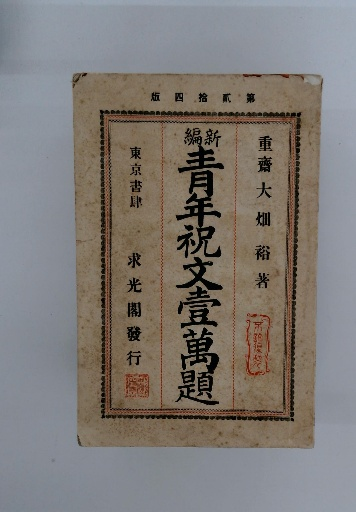 第貳拾四版
重齋 大畑 裕著
新編
青年祝文壹萬題
東京書肆 求光閣發行